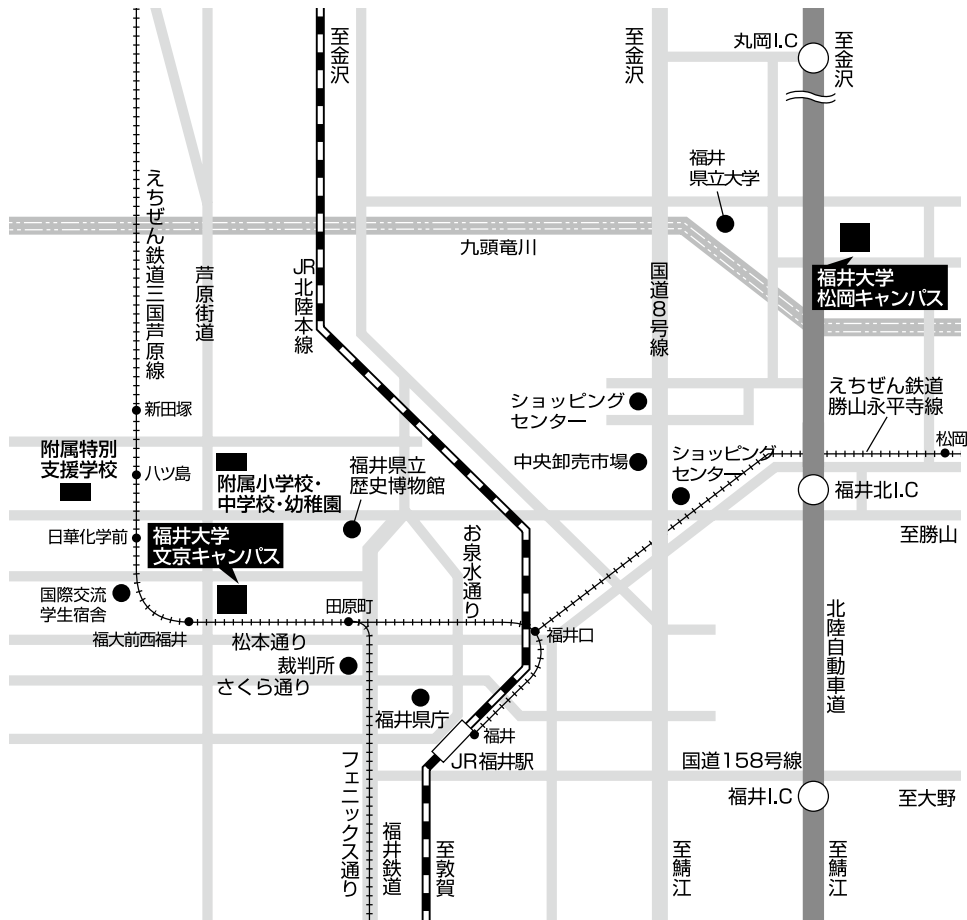 丸岡I.C
至金沢
至金沢
至金沢
福井
県立大学
えちぜん鉄道三国芦原線
芦原街道
JR北陸本線
九頭竜川
国道8号線
福井大学
松岡キャンパス
新田塚
ショッピング
センター
えちぜん鉄道
勝山永平寺線
松岡
附属特別
支援学校
八ツ島
附属小学校・
中学校・幼稚園
福井県立
歴史博物館
中央卸売市場
ショッピング
センター
福井北I.C
至勝山
日華化学前
福井大学
文京キャンパス
お泉水通り
国際交流
学生宿舎
田原町
福大前西福井
松本通り
福井口
裁判所
さくら通り
北陸自動車道
福井県庁
福井
JR福井駅
国道158号線
福井I.C
至大野
フェニックス通り
福井鉄道
至敦賀
至鯖江
至鯖江